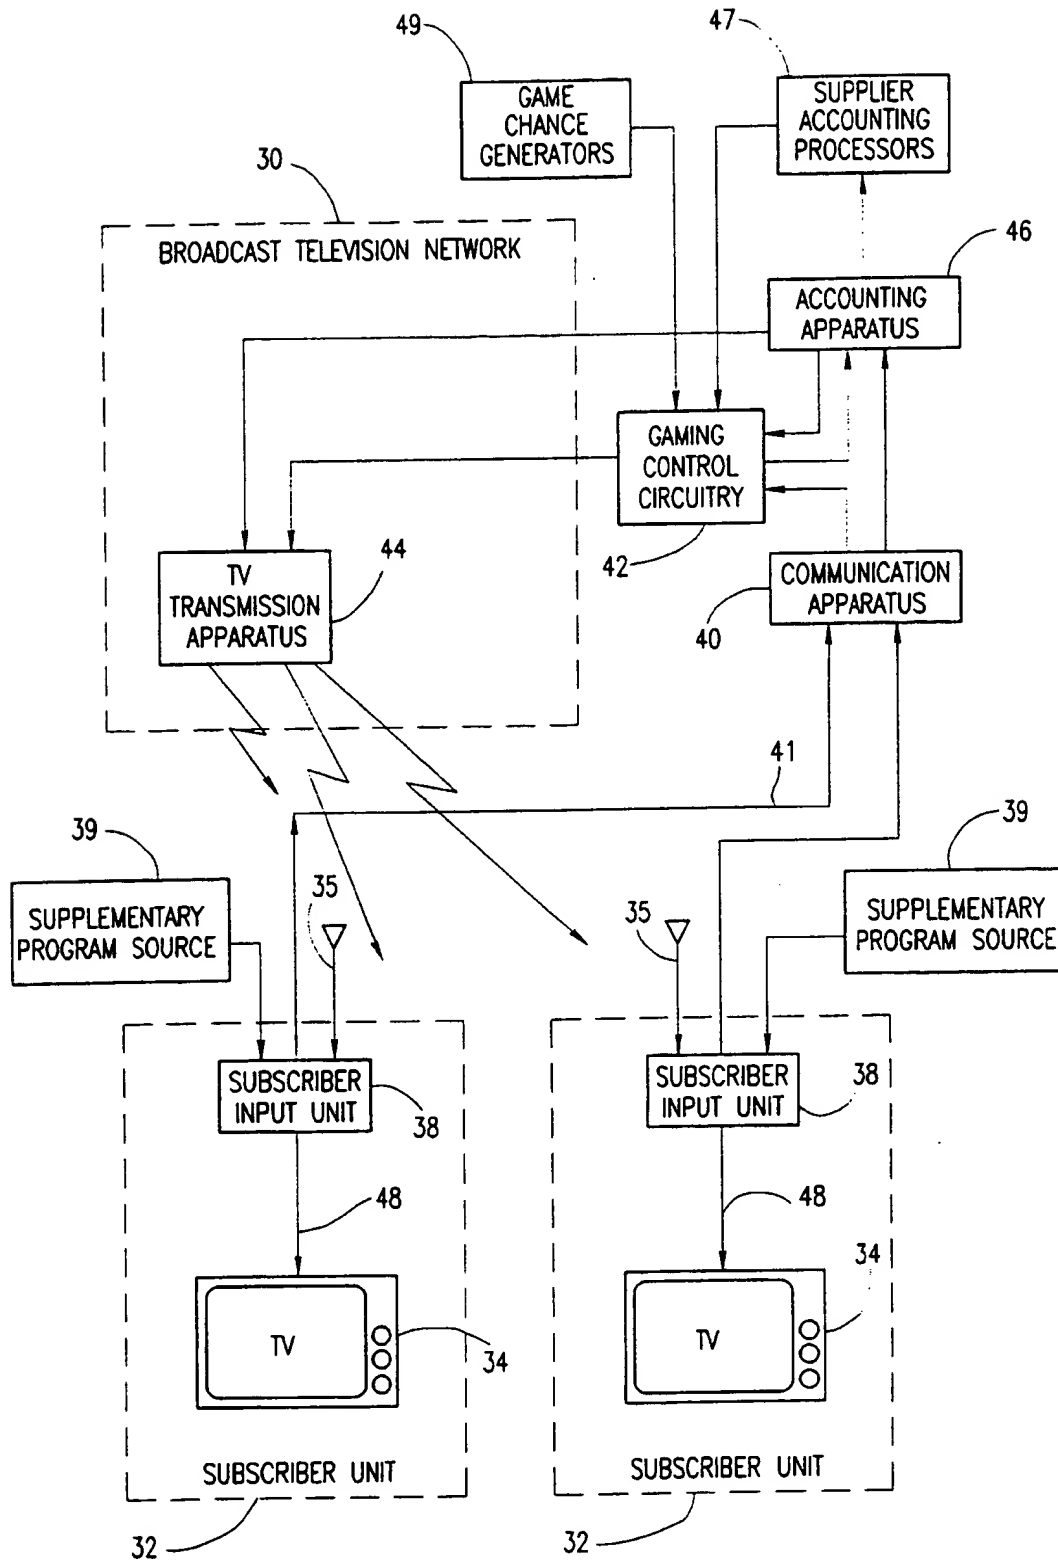 49
47
GAME
CHANCE
GENERATORS
SUPPLIER
ACCOUNTING
PROCESSORS
30
BROADCAST TELEVISION NETWORK
46
ACCOUNTING
APPARATUS
GAMING
CONTROL
CIRCUITRY
42
TV
TRANSMISSION
APPARATUS
44
COMMUNICATION
APPARATUS
40
41
39
SUPPLEMENTARY
PROGRAM SOURCE
35
35
39
SUPPLEMENTARY
PROGRAM SOURCE
SUBSCRIBER
INPUT UNIT
38
SUBSCRIBER
INPUT UNIT
38
48
48
TV
34
TV
34
SUBSCRIBER UNIT
SUBSCRIBER UNIT
32
32